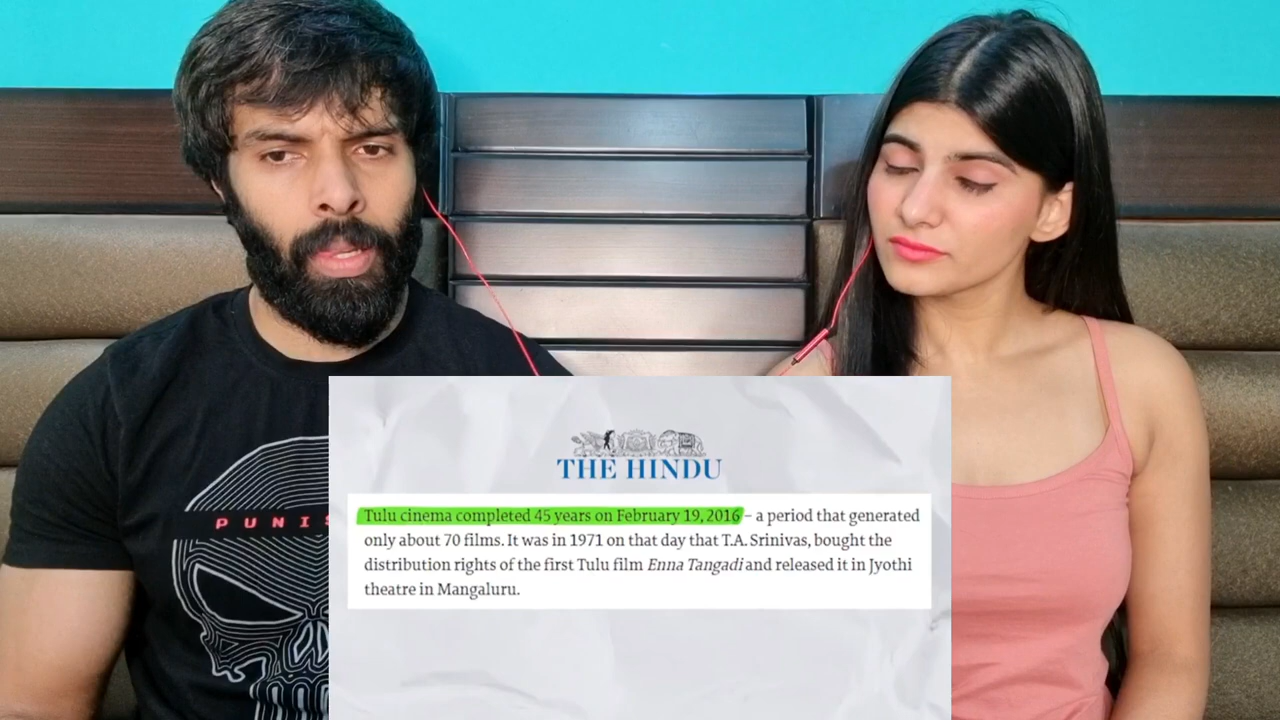 PUNIS
THE HINDU
Tulu cinema completed 45 years on February 19, 2016 – a period that generated
only about 70 films. It was in 1971 on that day that T.A. Srinivas, bought the
distribution rights of the first Tulu film Enna Tangadi and released it in Jyothi
theatre in Mangaluru.